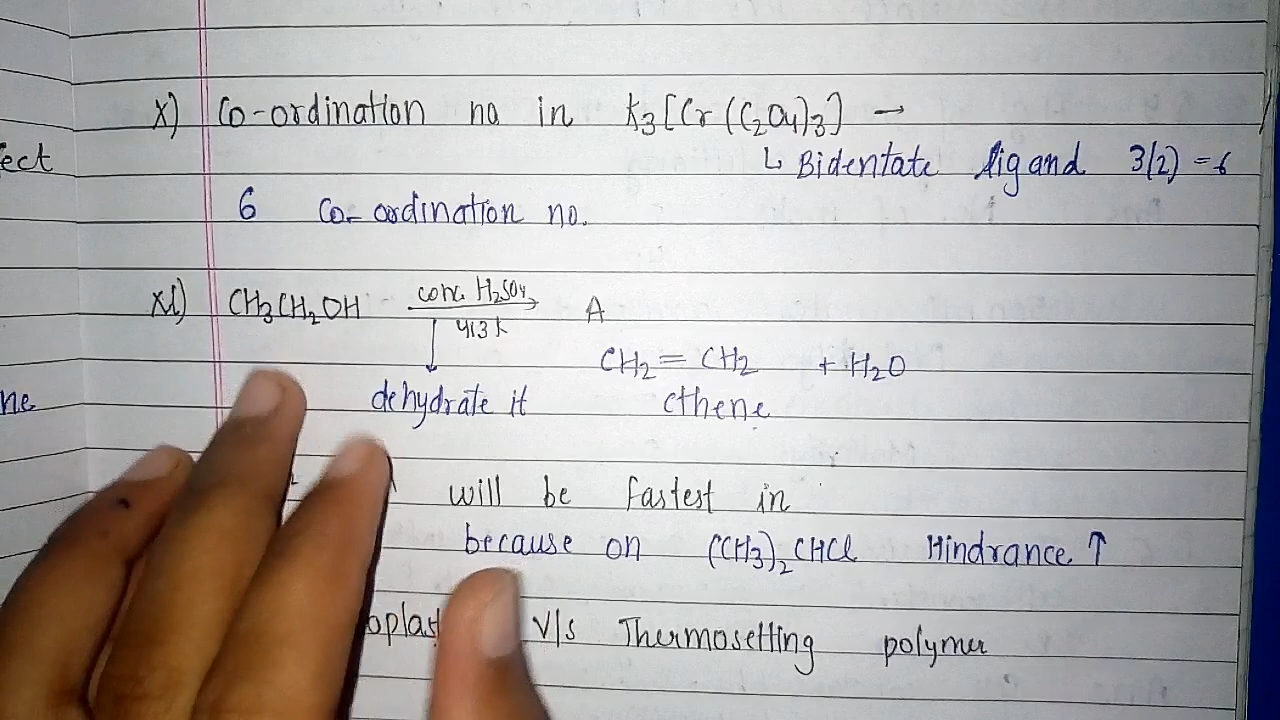 x) Co-ordination no in K3[Cr(C2O4)3] →
ect ↳ Bidentate ligand 3(2) = 6
6 Co-ordination no.
xi) CH3CH2OH conc H2SO4 → A
413 K
CH2 = CH2 + H2O
ne dehydrate it ethene
will be fastest in
because on (CH3)2CHCl Hindrance ↑
oplast V/s Thermosetting polymer